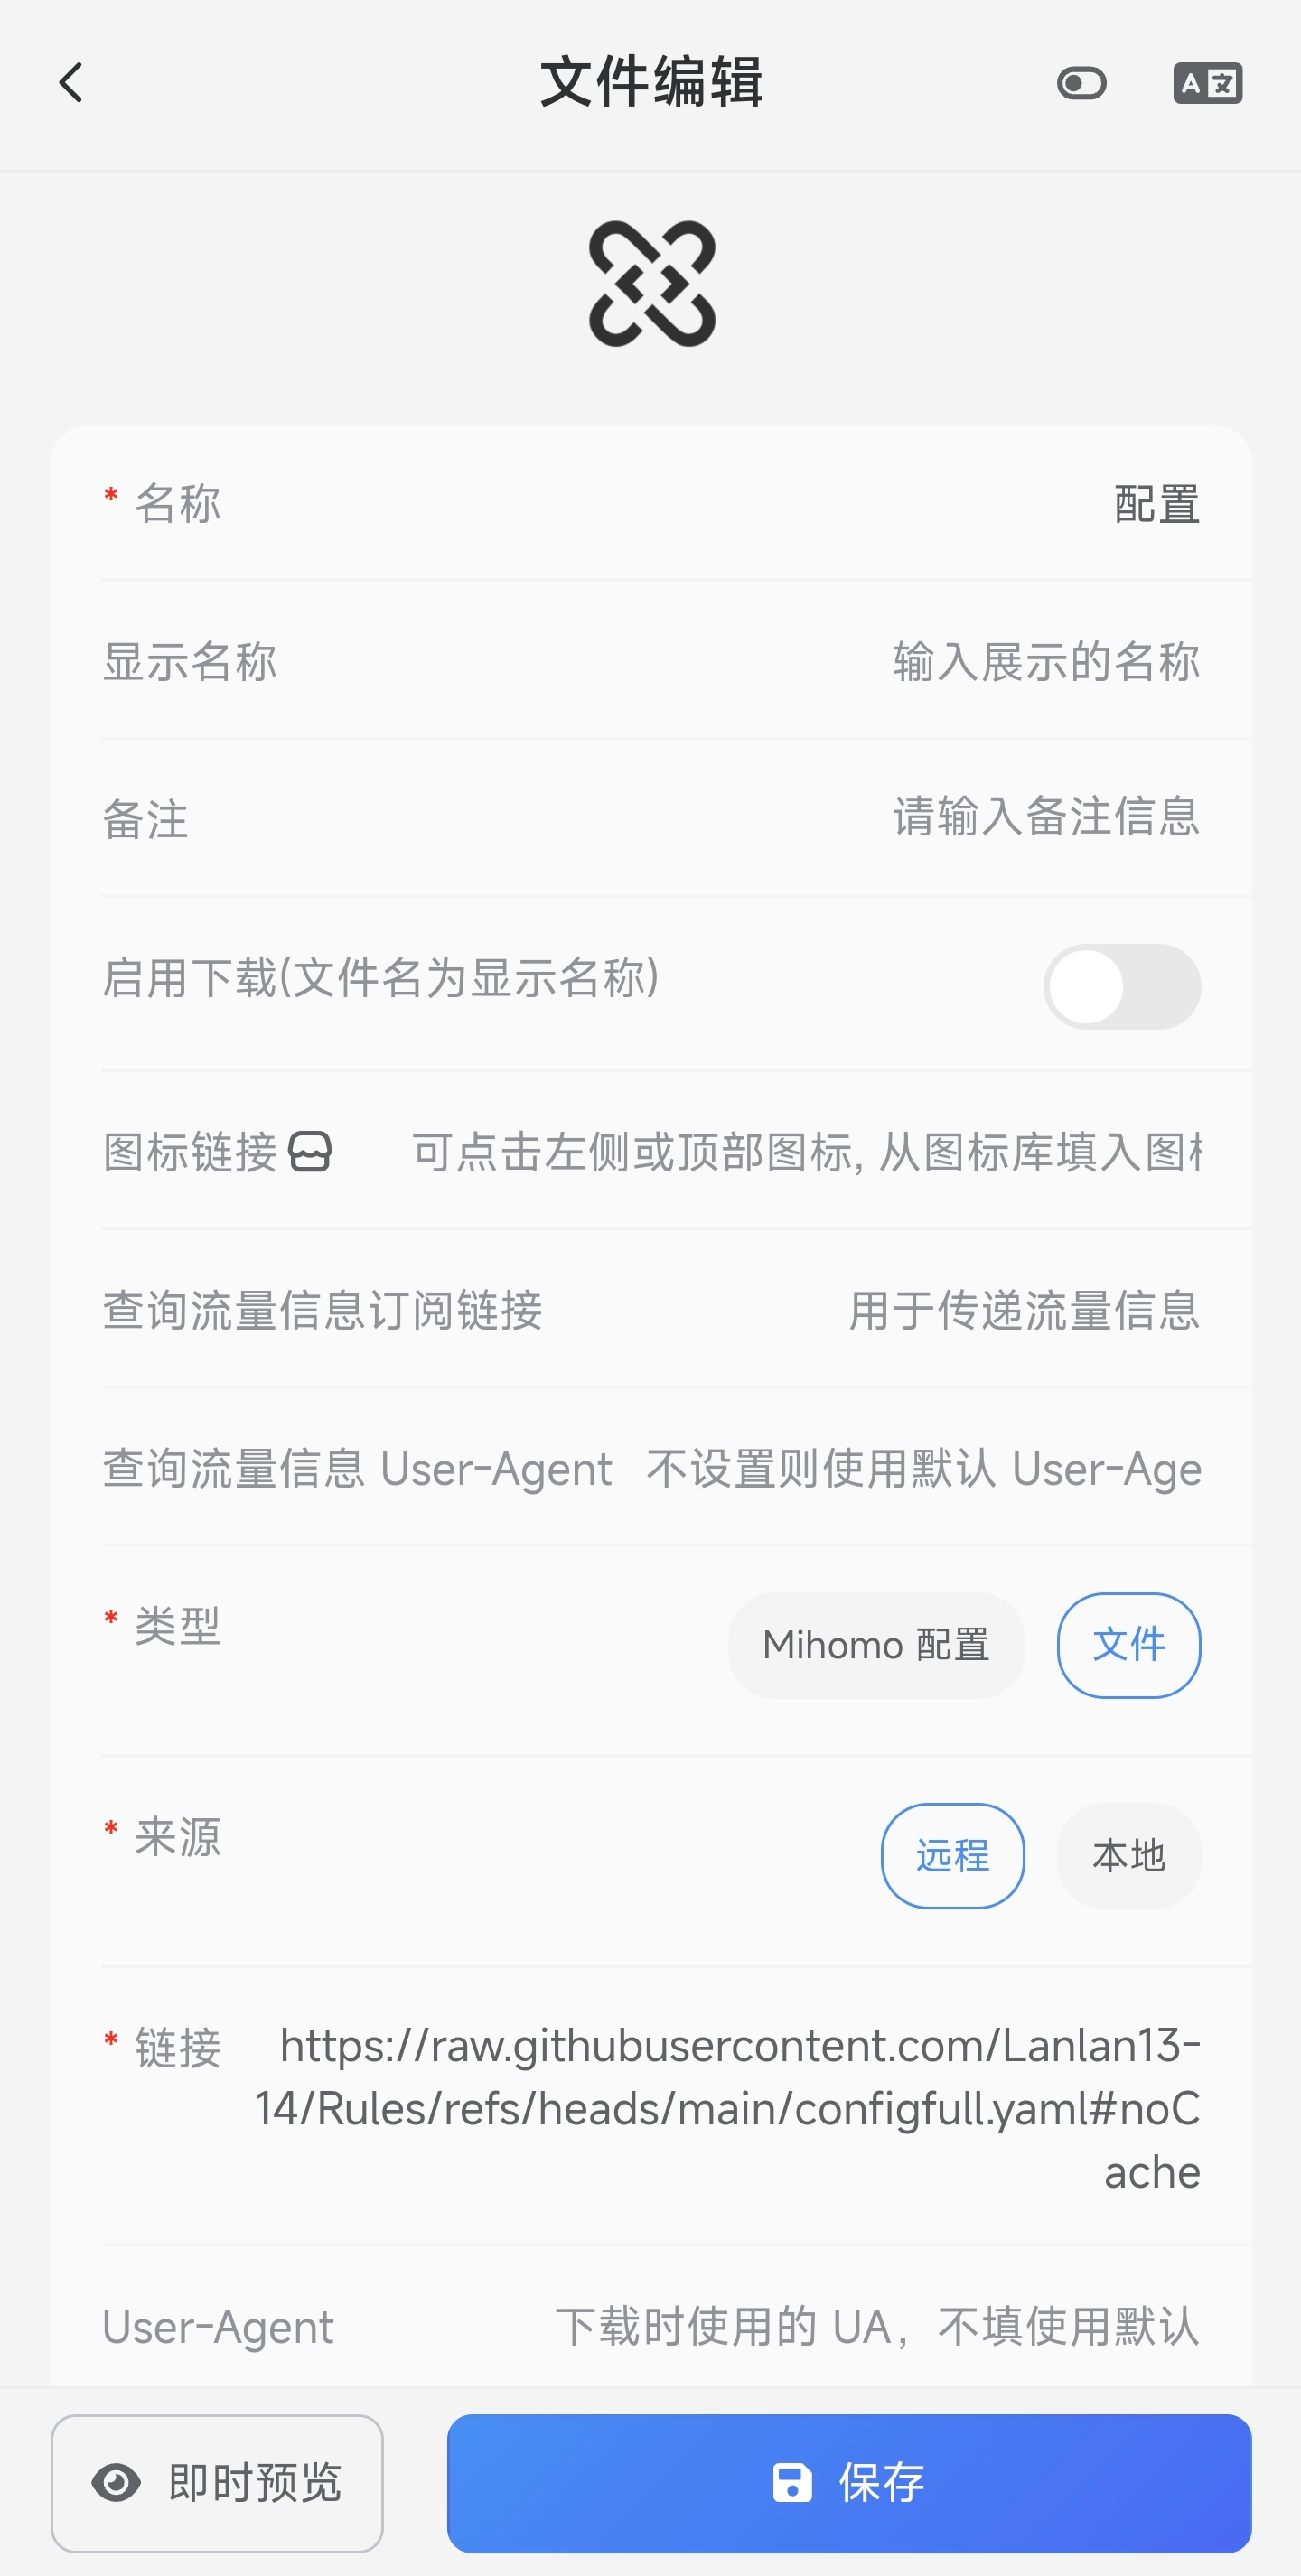 文件编辑
A 文
* 名称 配置
显示名称 输入展示的名称
备注 请输入备注信息
启用下载(文件名为显示名称)
图标链接 可点击左侧或顶部图标, 从图标库填入图
查询流量信息订阅链接 用于传递流量信息
查询流量信息 User-Agent 不设置则使用默认 User-Age
* 类型 Mihomo 配置 文件
* 来源 远程 本地
* 链接 https://raw.githubusercontent.com/Lanlan13-
14/Rules/refs/heads/main/configfull.yaml#noC
ache
User-Agent 下载时使用的 UA，不填使用默认
即时预览 保存